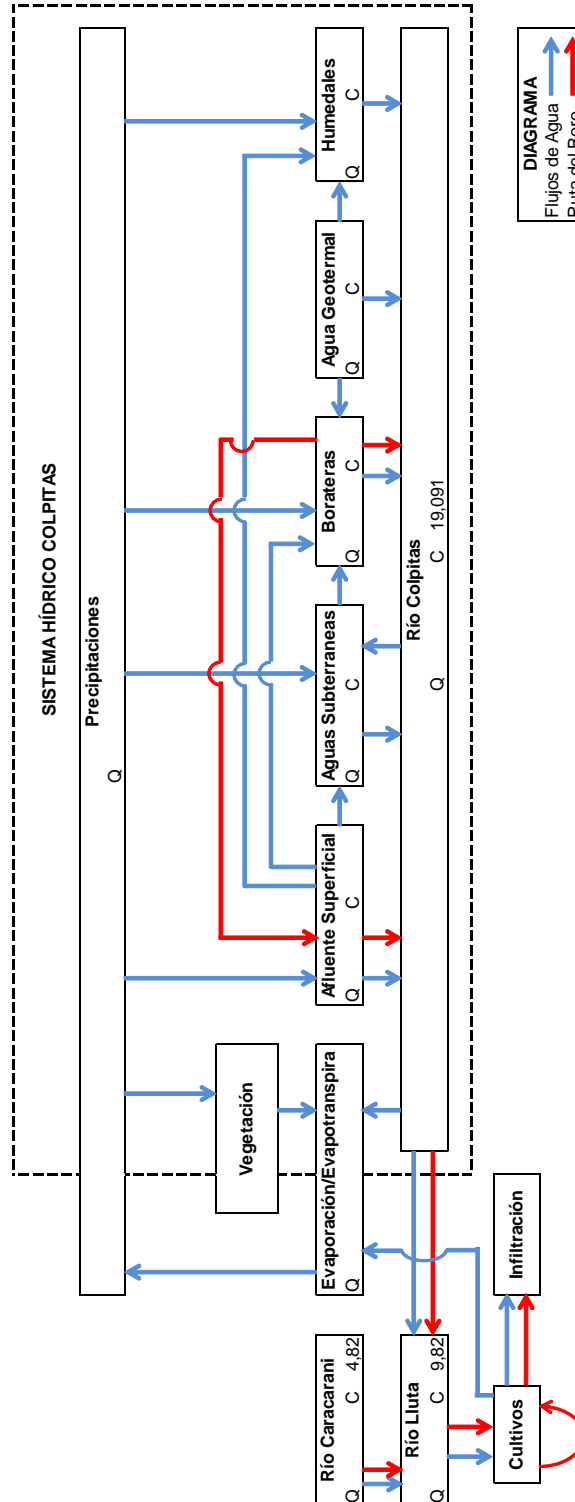 SISTEMA HÍDRICO COLPITAS
Precipitaciones
Q
Vegetación
Evaporación/Evapotranspira
Q
Afluente Superficial
Q C
Aguas Subterraneas
Q C
Borateras
Q C
Agua Geotermal
Q C
Humedales
Q C
Río Colpitas
Q C 19,091
Río Caracarani
Q C 4,82
Río Lluta
Q C 9,82
Cultivos
Infiltración
DIAGRAMA
Flujos de Agua
Ruta del Boro